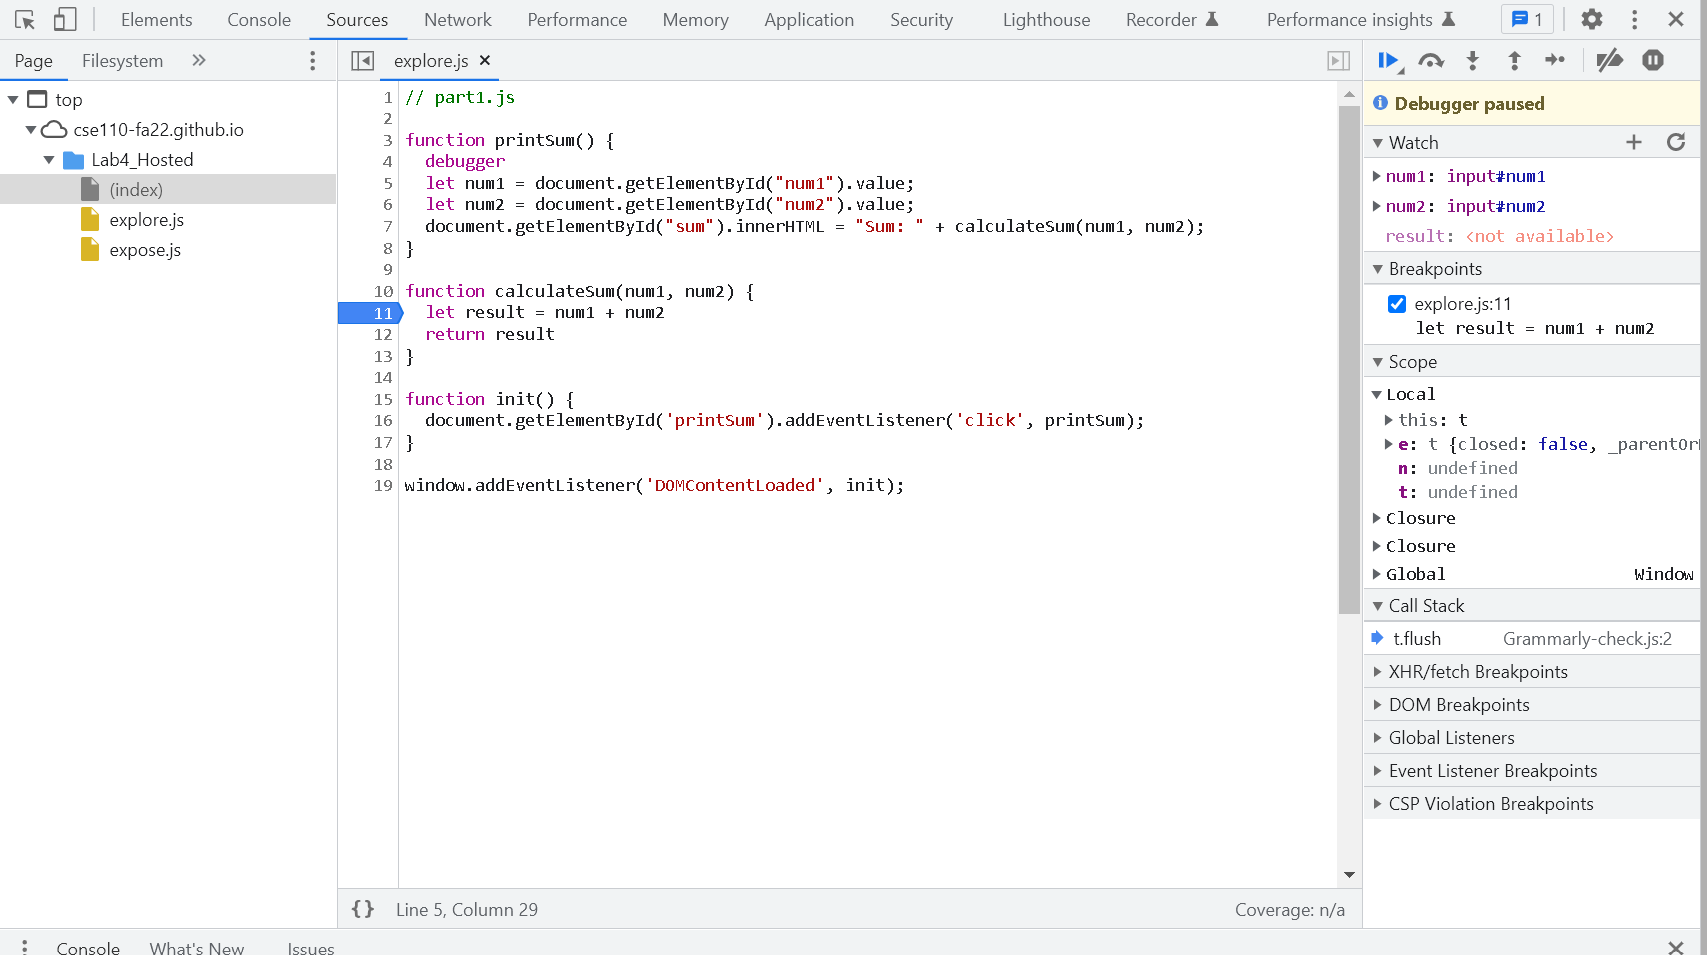 Elements Console Sources Network Performance Memory Application Security Lighthouse Recorder Performance insights 1
Page Filesystem
top
cse110-fa22.github.io
Lab4_Hosted
(index)
explore.js
expose.js
explore.js
1 // part1.js
2
3 function printSum() {
4   debugger
5   let num1 = document.getElementById("num1").value;
6   let num2 = document.getElementById("num2").value;
7   document.getElementById("sum").innerHTML = "Sum: " + calculateSum(num1, num2);
8 }
9
10 function calculateSum(num1, num2) {
11   let result = num1 + num2
12   return result
13 }
14
15 function init() {
16   document.getElementById('printSum').addEventListener('click', printSum);
17 }
18
19 window.addEventListener('DOMContentLoaded', init);
{} Line 5, Column 29 Coverage: n/a
Debugger paused
Watch
num1: input#num1
num2: input#num2
result: <not available>
Breakpoints
explore.js:11
let result = num1 + num2
Scope
Local
this: t
e: t {closed: false, _parentOr
n: undefined
t: undefined
Closure
Closure
Global Window
Call Stack
t.flush Grammarly-check.js:2
XHR/fetch Breakpoints
DOM Breakpoints
Global Listeners
Event Listener Breakpoints
CSP Violation Breakpoints
Console What's New Issues